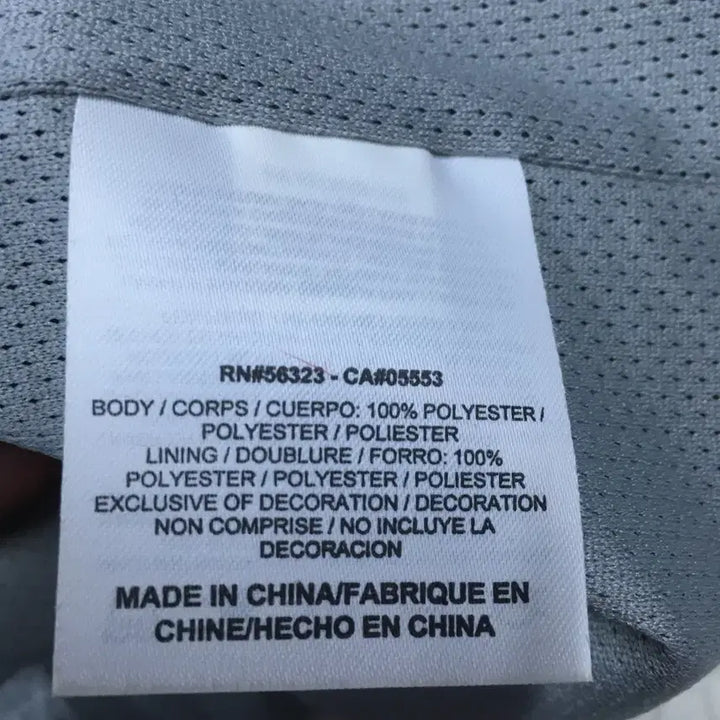 RN#56323 - CA#05553
BODY / CORPS / CUERPO: 100% POLYESTER /
POLYESTER / POLIESTER
LINING / DOUBLURE / FORRO: 100%
POLYESTER / POLYESTER / POLIESTER
EXCLUSIVE OF DECORATION / DECORATION
NON COMPRISE / NO INCLUYE LA
DECORACION
MADE IN CHINA/FABRIQUE EN
CHINE/HECHO EN CHINA